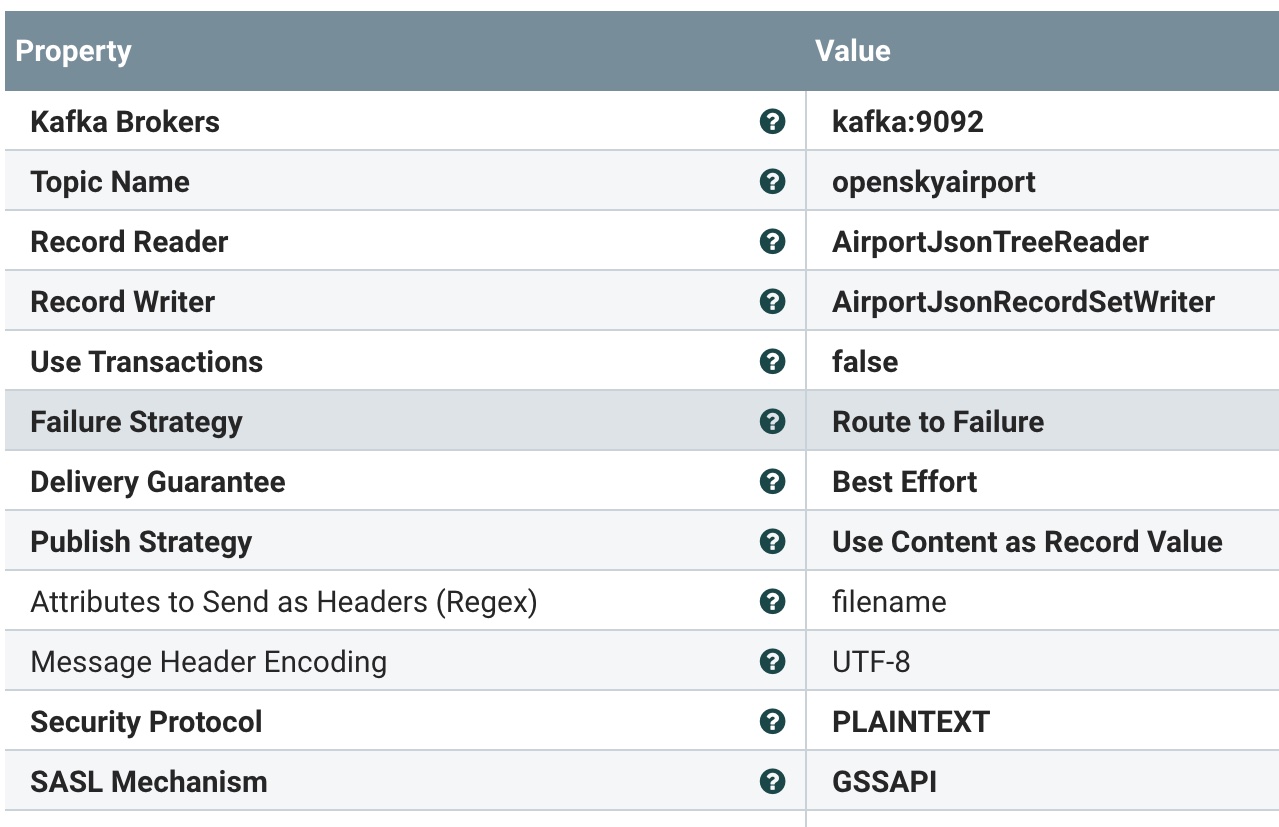 Property Value
Kafka Brokers ? kafka:9092
Topic Name ? openskyairport
Record Reader ? AirportJsonTreeReader
Record Writer ? AirportJsonRecordSetWriter
Use Transactions ? false
Failure Strategy ? Route to Failure
Delivery Guarantee ? Best Effort
Publish Strategy ? Use Content as Record Value
Attributes to Send as Headers (Regex) ? filename
Message Header Encoding ? UTF-8
Security Protocol ? PLAINTEXT
SASL Mechanism ? GSSAPI